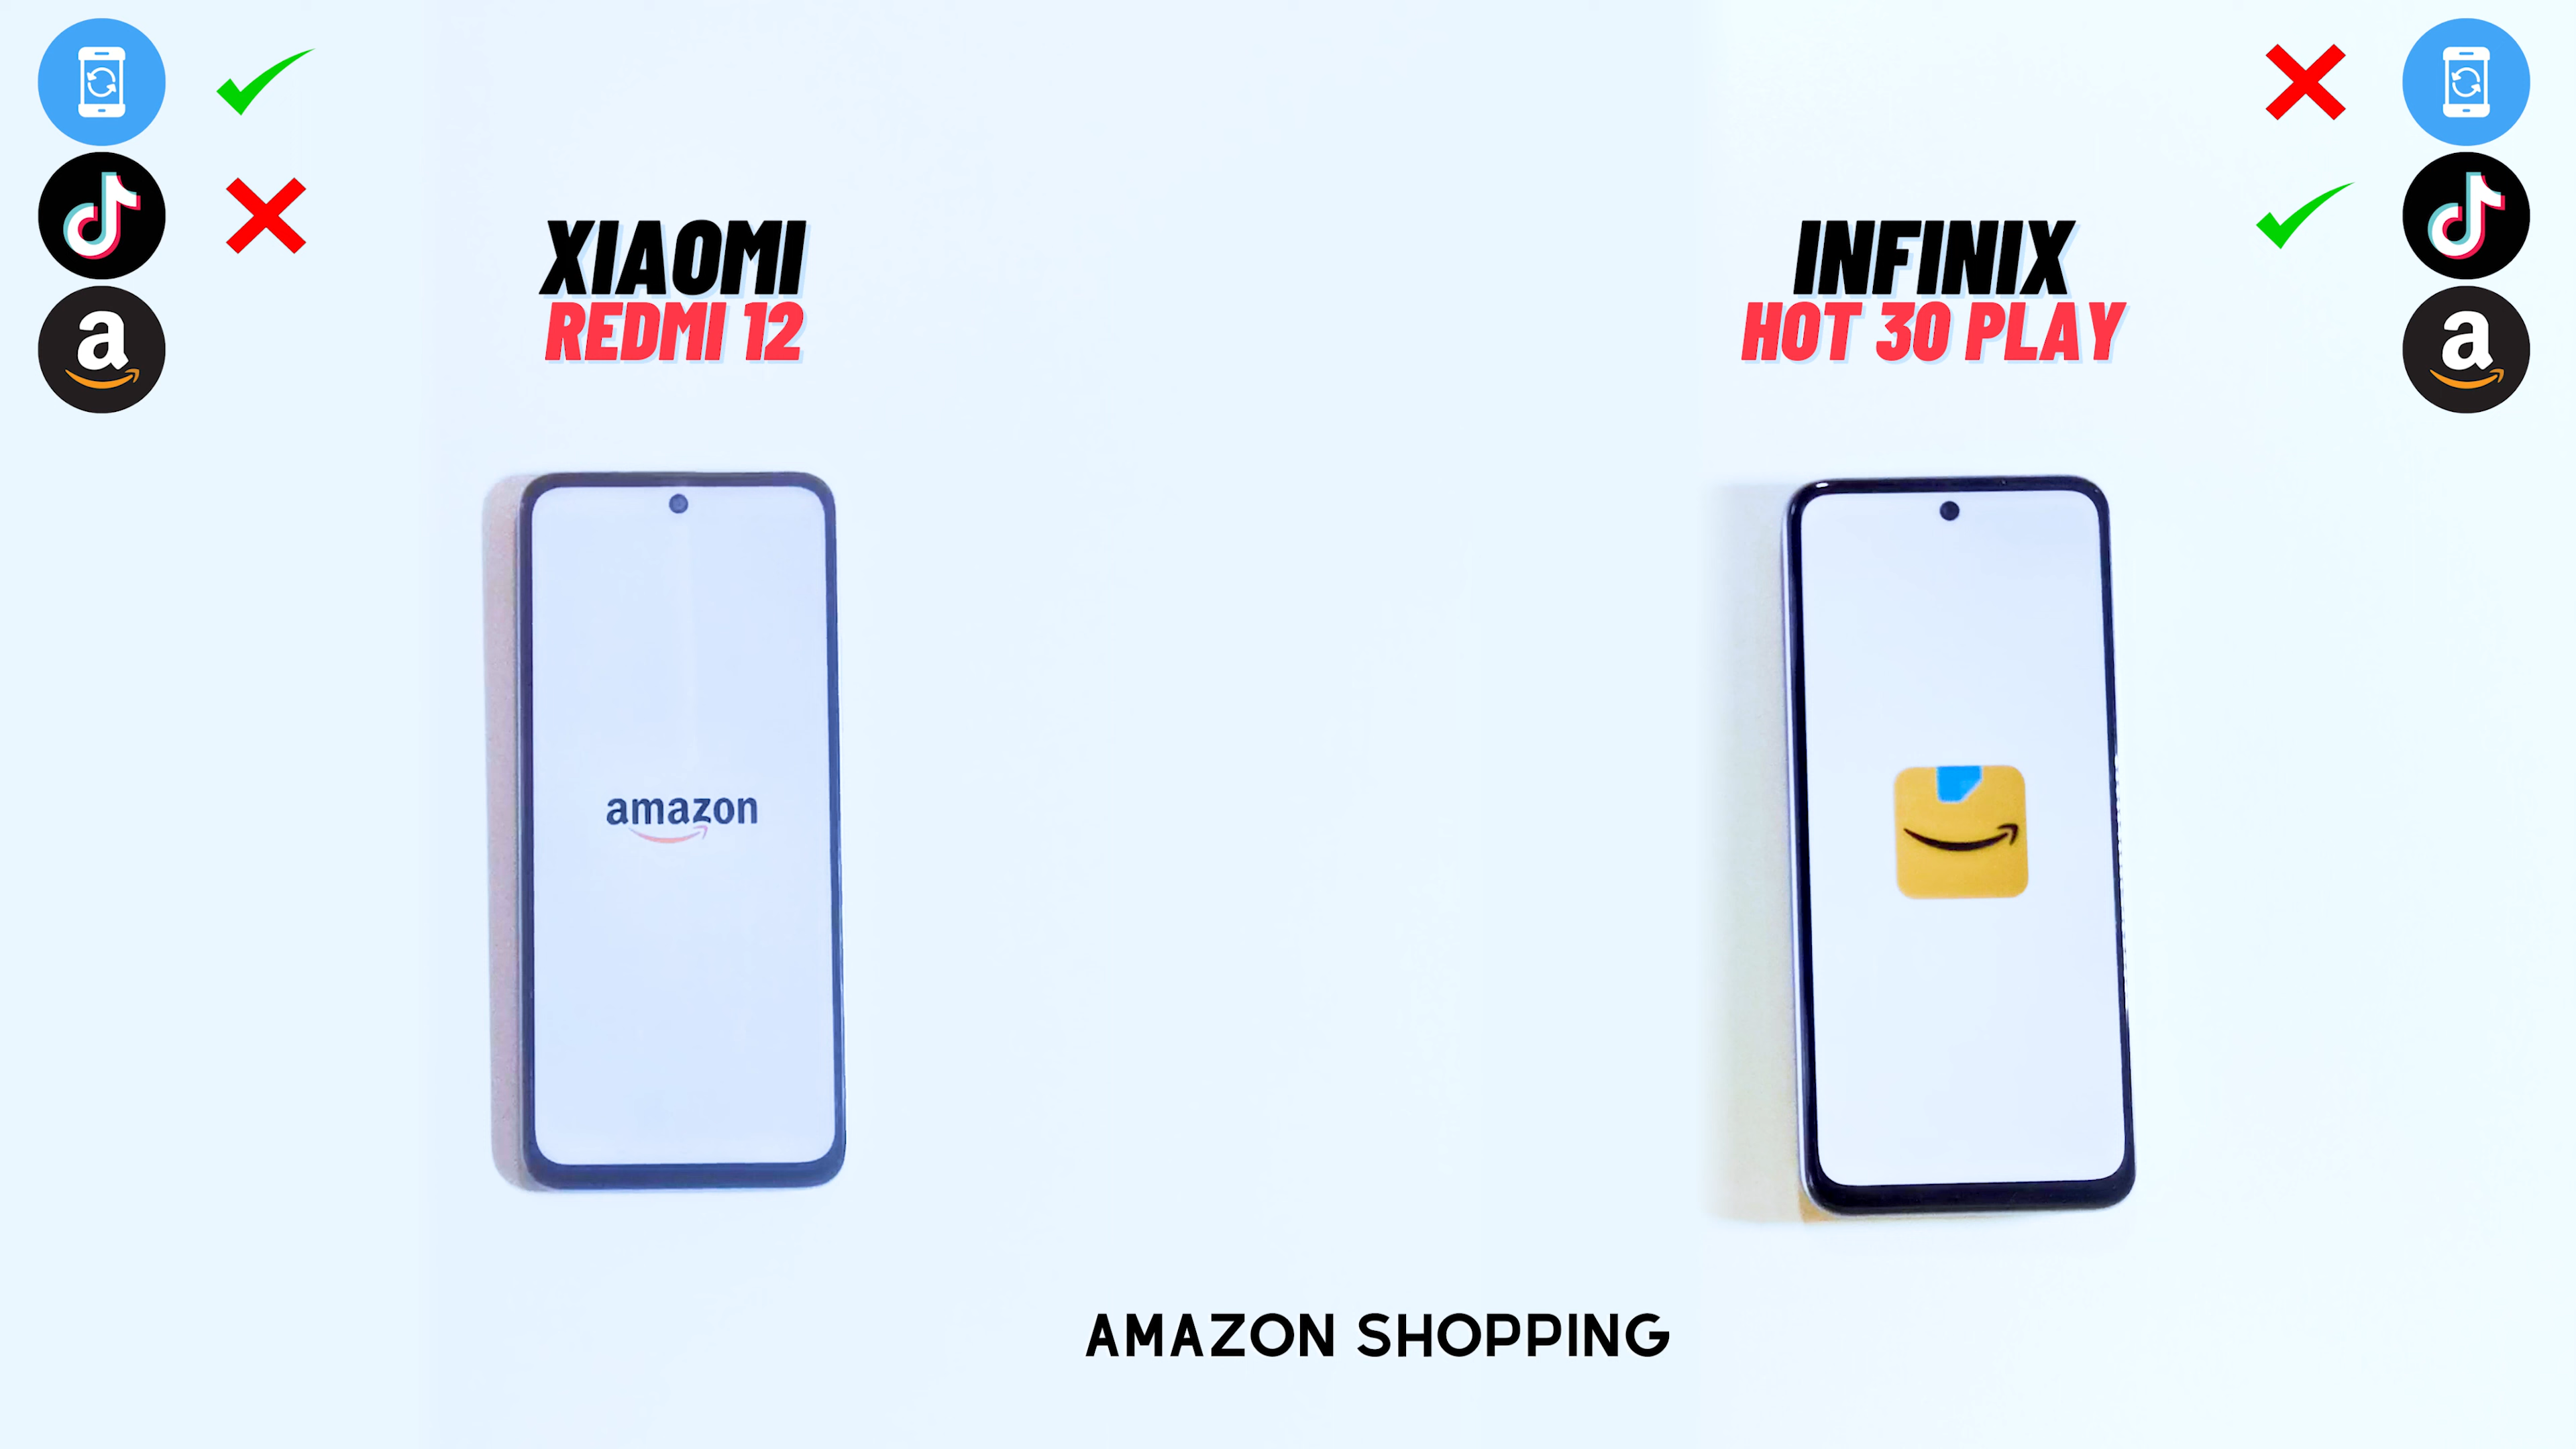 XIAOMI
REDMI 12
INFINIX
HOT 30 PLAY
a
a
amazon
AMAZON SHOPPING